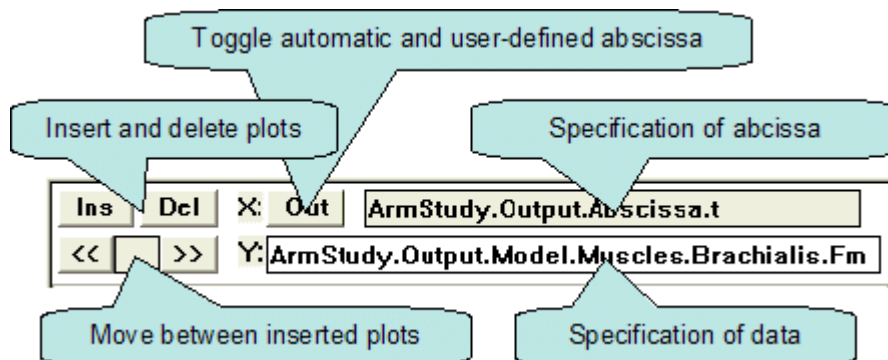 Toggle automatic and user-defined abscissa
Insert and delete plots
Specification of abcissa
Ins Del X: Out ArmStudy.Output.Abscissa.t
<< >> Y: ArmStudy.Output.Model.Muscles.Brachialis.Fm
Move between inserted plots
Specification of data